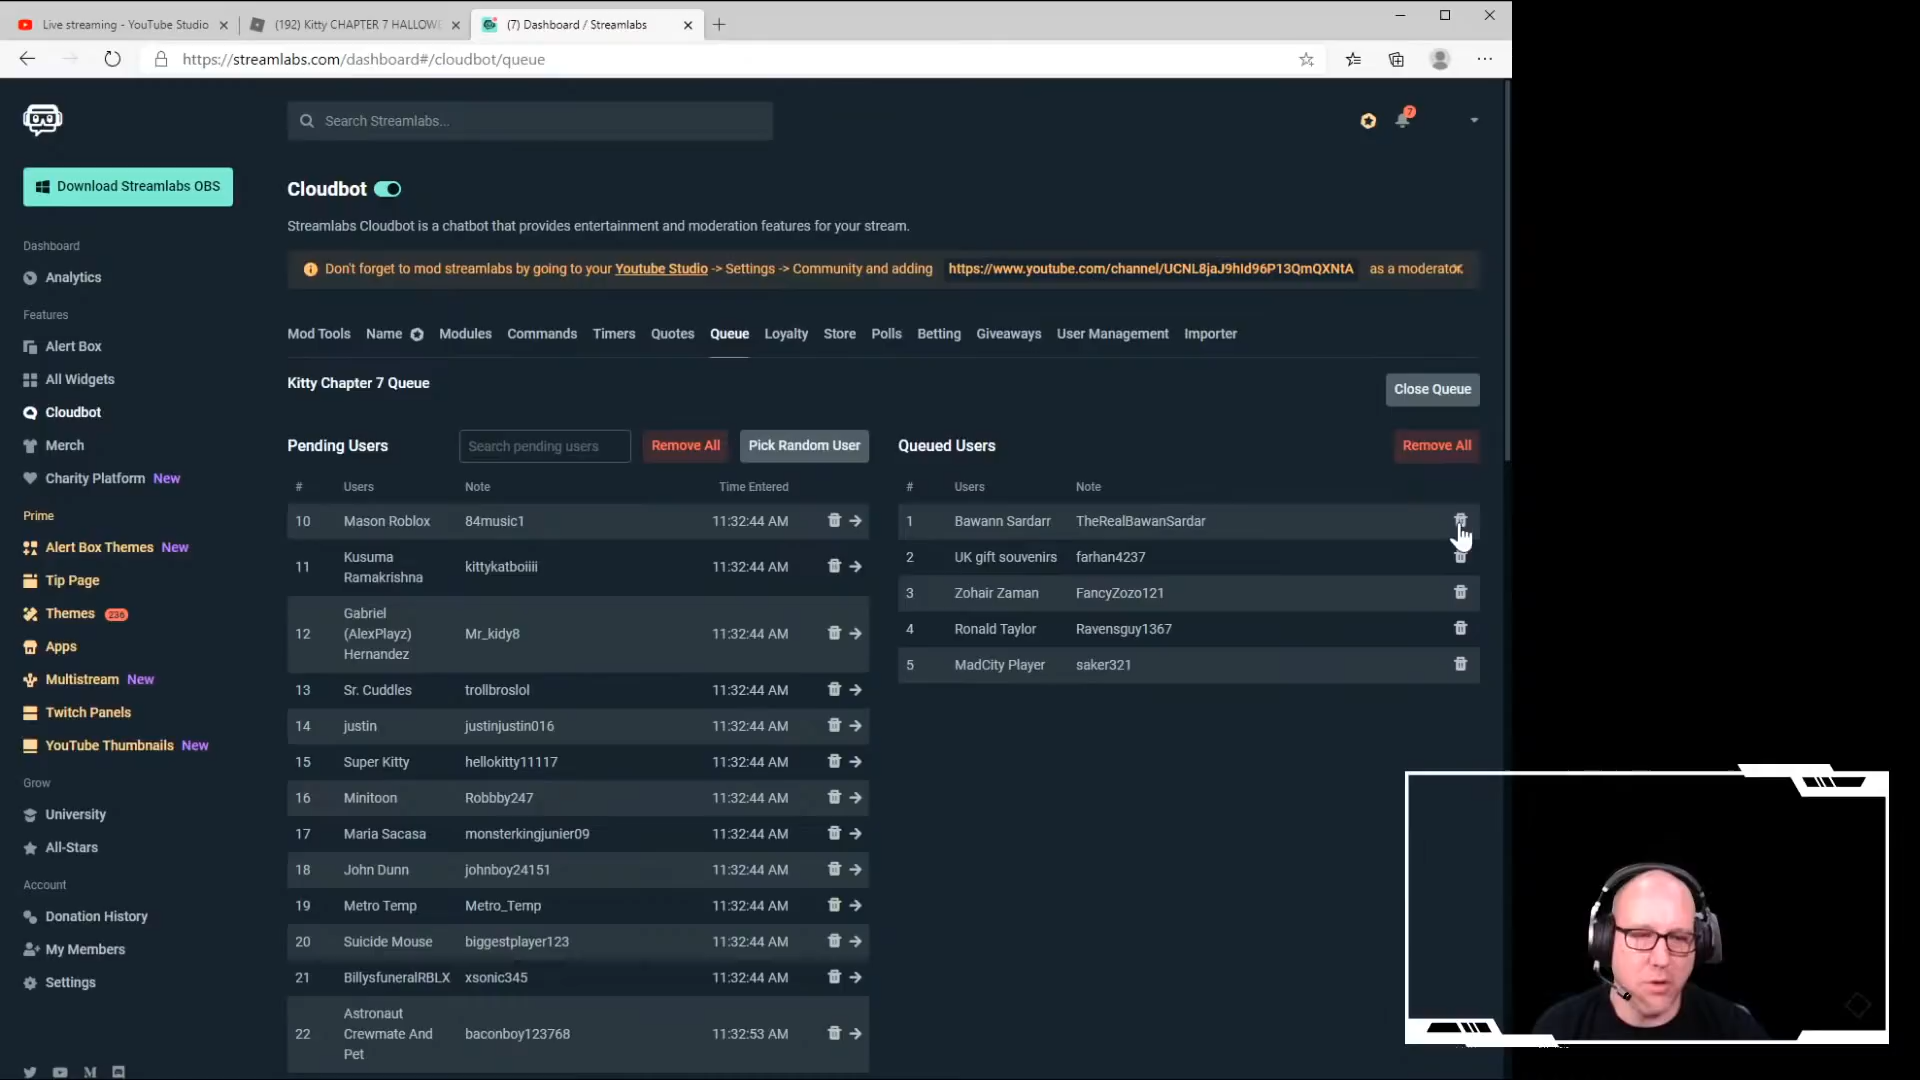 Live streaming - YouTube Studio
(192) Kitty CHAPTER 7 HALLOWE
(7) Dashboard / Streamlabs
https://streamlabs.com/dashboard#/cloudbot/queue
Search Streamlabs...
7
Download Streamlabs OBS
Dashboard
Analytics
Features
Alert Box
All Widgets
Cloudbot
Merch
Charity Platform New
Prime
Alert Box Themes New
Tip Page
Themes 236
Apps
Multistream New
Twitch Panels
YouTube Thumbnails New
Grow
University
All-Stars
Account
Donation History
My Members
Settings
Cloudbot
Streamlabs Cloudbot is a chatbot that provides entertainment and moderation features for your stream.
Don't forget to mod streamlabs by going to your Youtube Studio -> Settings -> Community and adding https://www.youtube.com/channel/UCNL8jaJ9hId96P13QmQXNtA as a moderator.
Mod Tools Name Modules Commands Timers Quotes Queue Loyalty Store Polls Betting Giveaways User Management Importer
Kitty Chapter 7 Queue
Close Queue
Pending Users
Search pending users
Remove All
Pick Random User
# Users Note Time Entered
10 Mason Roblox 84music1 11:32:44 AM
11 Kusuma Ramakrishna kittykatboiiii 11:32:44 AM
12 Gabriel (AlexPlayz) Hernandez Mr_kidy8 11:32:44 AM
13 Sr. Cuddles trollbroslol 11:32:44 AM
14 justin justinjustin016 11:32:44 AM
15 Super Kitty hellokitty11117 11:32:44 AM
16 Minitoon Robbby247 11:32:44 AM
17 Maria Sacasa monsterkingjunier09 11:32:44 AM
18 John Dunn johnboy24151 11:32:44 AM
19 Metro Temp Metro_Temp 11:32:44 AM
20 Suicide Mouse biggestplayer123 11:32:44 AM
21 BillysfuneralRBLX xsonic345 11:32:44 AM
22 Astronaut Crewmate And Pet baconboy123768 11:32:53 AM
Queued Users
Remove All
# Users Note
1 Bawann Sardarr TheRealBawanSardar
2 UK gift souvenirs farhan4237
3 Zohair Zaman FancyZozo121
4 Ronald Taylor Ravensguy1367
5 MadCity Player saker321